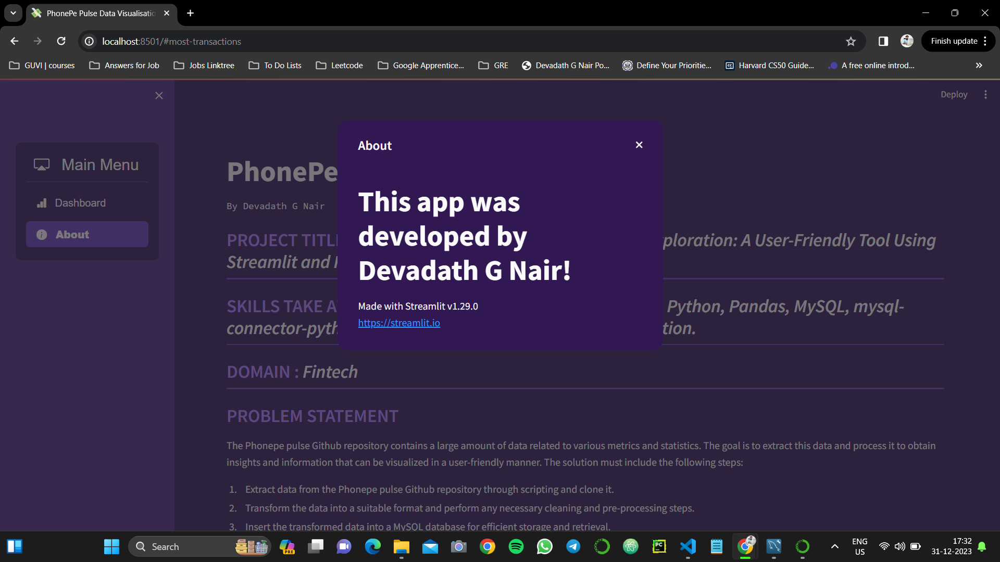 PhonePe Pulse Data Visualisatio
localhost:8501/#most-transactions
Finish update
GUVI | courses
Answers for Job
Jobs Linktree
To Do Lists
Leetcode
Google Apprentice...
GRE
Devadath G Nair Po...
Define Your Prioritie...
Harvard CS50 Guide...
A free online introd...
Deploy
Main Menu
Dashboard
About
About
This app was
developed by
Devadath G Nair!
Made with Streamlit v1.29.0
https://streamlit.io
PhonePe
By Devadath G Nair
PROJECT TITL ploration: A User-Friendly Tool Using
Streamlit and
SKILLS TAKE A Python, Pandas, MySQL, mysql-
connector-pyth tion.
DOMAIN : Fintech
PROBLEM STATEMENT
The Phonepe pulse Github repository contains a large amount of data related to various metrics and statistics. The goal is to extract this data and process it to obtain
insights and information that can be visualized in a user-friendly manner. The solution must include the following steps:
1. Extract data from the Phonepe pulse Github repository through scripting and clone it.
2. Transform the data into a suitable format and perform any necessary cleaning and pre-processing steps.
3. Insert the transformed data into a MySQL database for efficient storage and retrieval.
Search
PRE
PC
ENG
US
17:32
31-12-2023